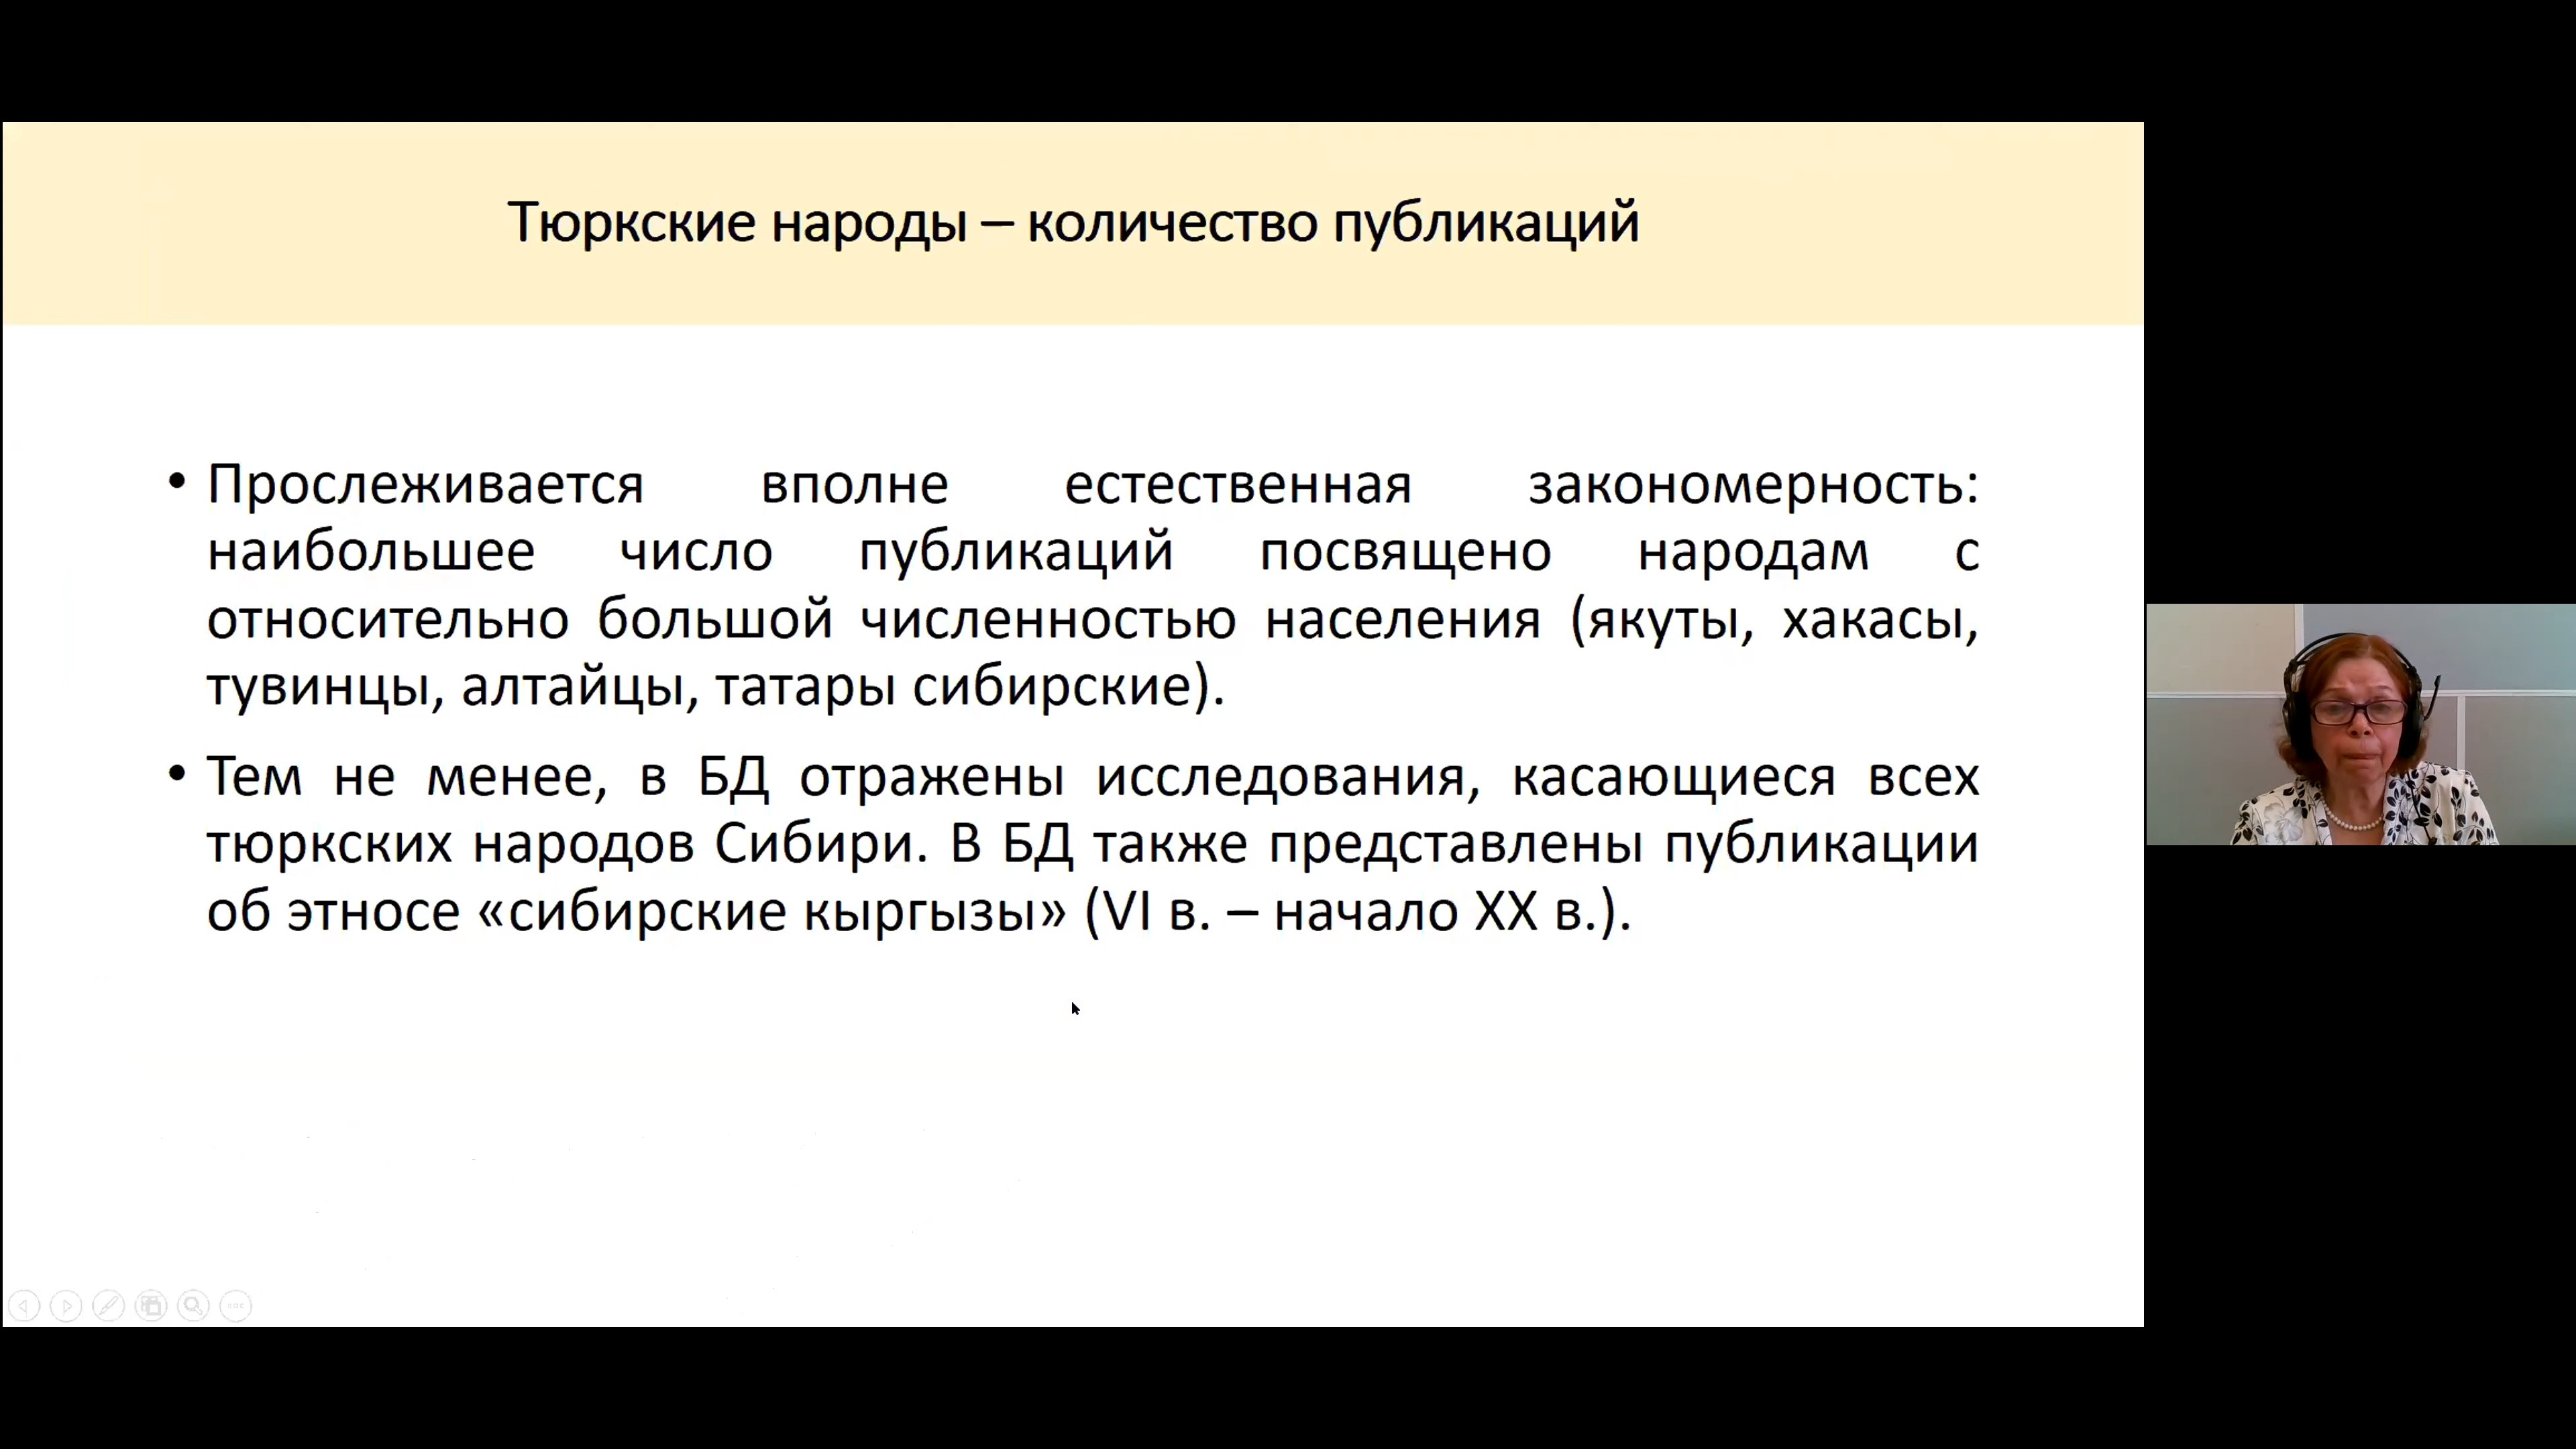 Тюркские народы – количество публикаций
• Прослеживается вполне естественная закономерность:
наибольшее число публикаций посвящено народам с
относительно большой численностью населения (якуты, хакасы,
тувинцы, алтайцы, татары сибирские).
• Тем не менее, в БД отражены исследования, касающиеся всех
тюркских народов Сибири. В БД также представлены публикации
об этносе «сибирские кыргызы» (VI в. – начало XX в.).